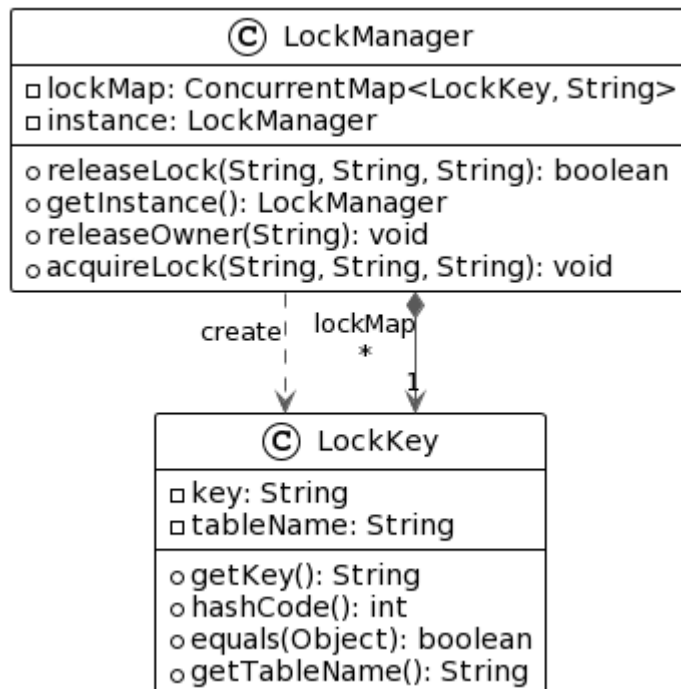 C LockManager
lockMap: ConcurrentMap<LockKey, String>
instance: LockManager
releaseLock(String, String, String): boolean
getInstance(): LockManager
releaseOwner(String): void
acquireLock(String, String, String): void
create
lockMap
*
1
C LockKey
key: String
tableName: String
getKey(): String
hashCode(): int
equals(Object): boolean
getTableName(): String